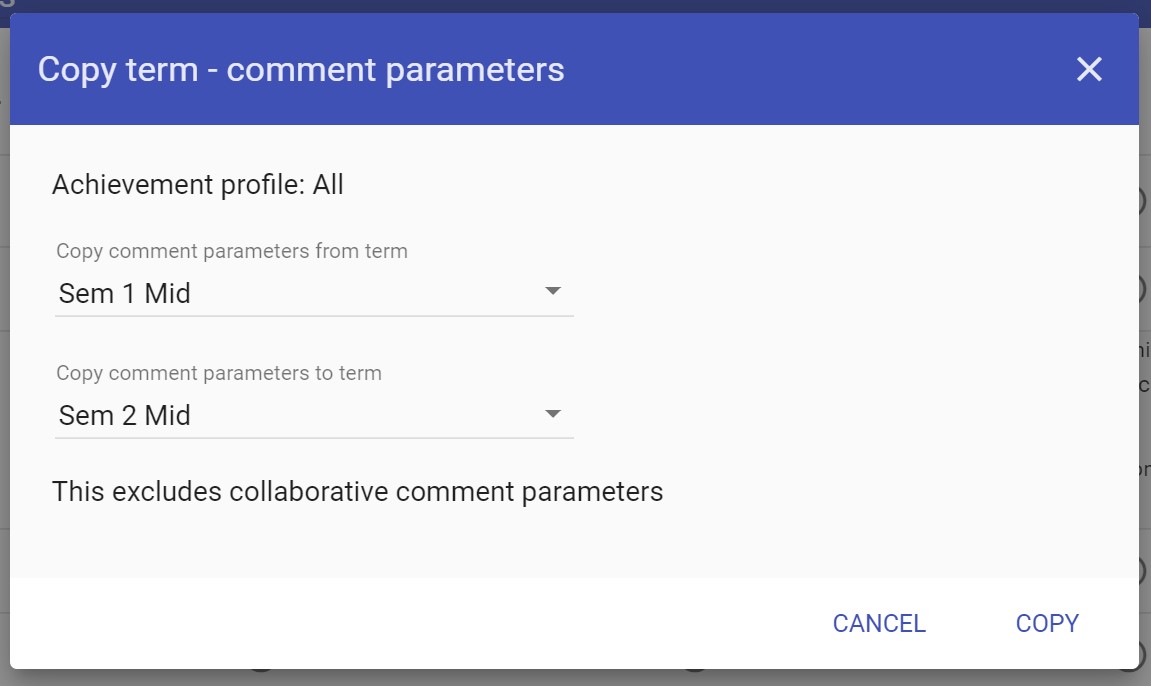 Copy term - comment parameters
Achievement profile: All
Copy comment parameters from term
Sem 1 Mid
Copy comment parameters to term
Sem 2 Mid
This excludes collaborative comment parameters
CANCEL COPY